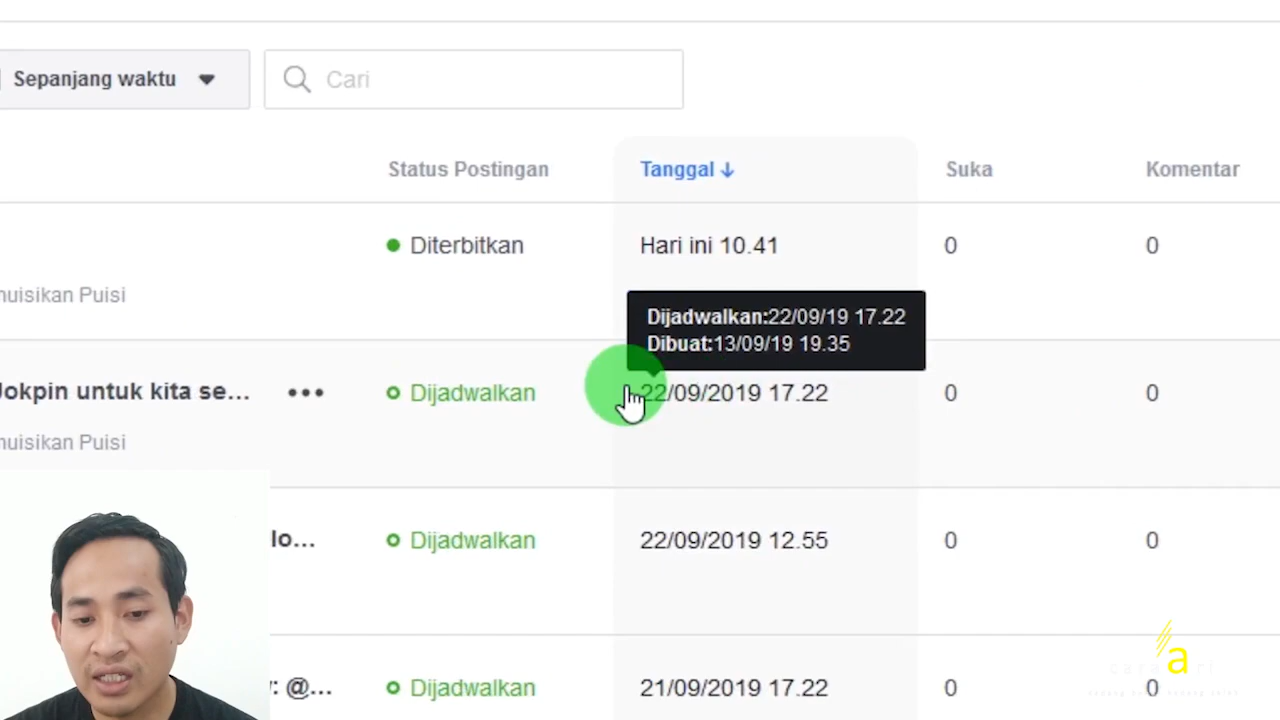 Sepanjang waktu
Cari
Status Postingan Tanggal ↓ Suka Komentar
Diterbitkan Hari ini 10.41 0 0
nuisikan Puisi
Dijadwalkan:22/09/19 17.22
Dibuat:13/09/19 19.35
Jokpin untuk kita se... ••• Dijadwalkan 22/09/2019 17.22 0 0
nuisikan Puisi
lo... Dijadwalkan 22/09/2019 12.55 0 0
: @... Dijadwalkan 21/09/2019 17.22 0 0